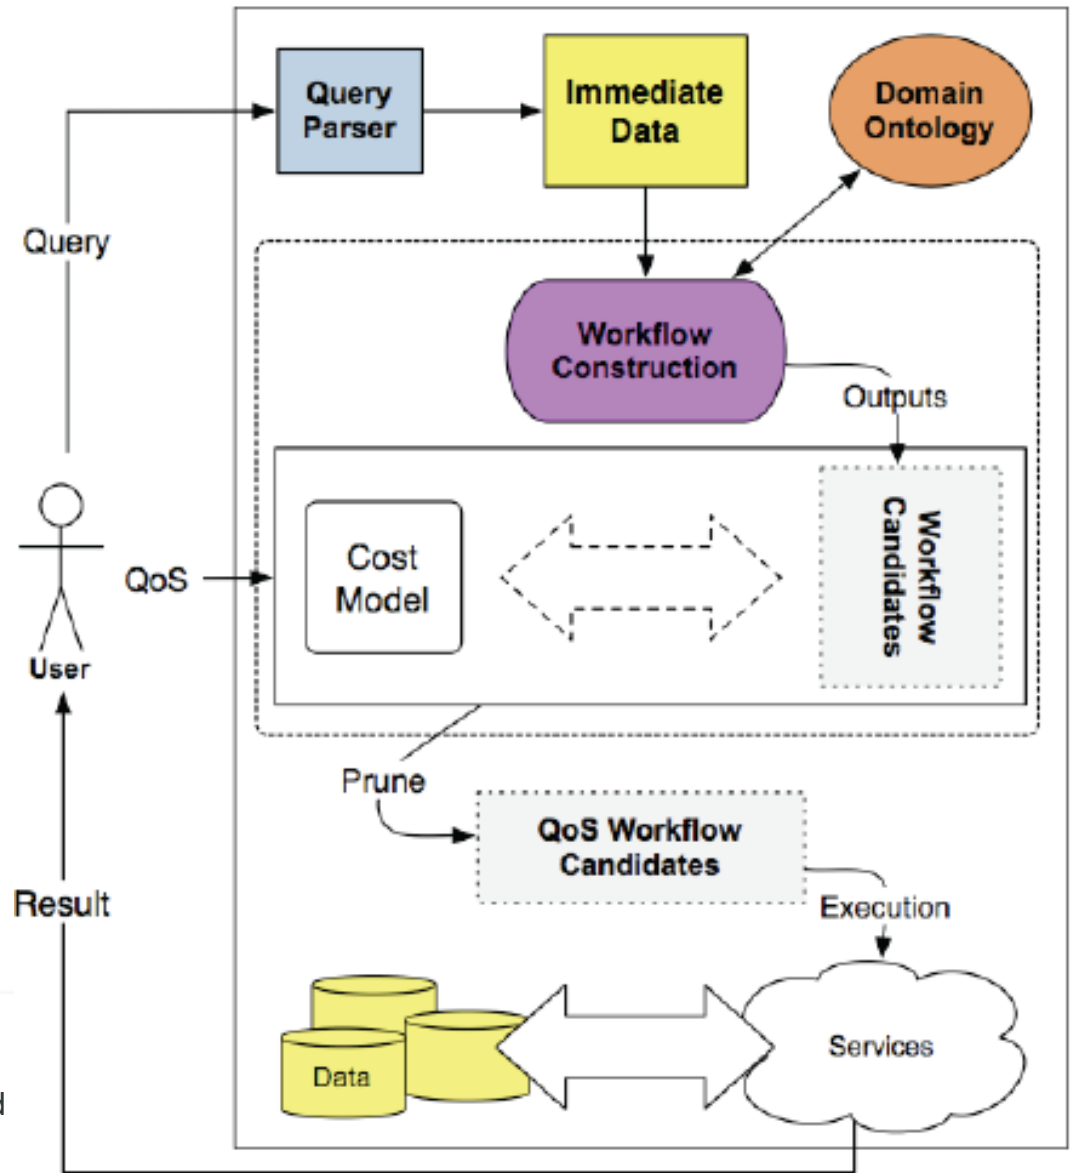 Query
Parser
Immediate
Data
Domain
Ontology
Query
Workflow
Construction
Outputs
Cost
Model
Workflow
Candidates
QoS
User
Prune
QoS Workflow
Candidates
Result
Execution
Data
Services
d